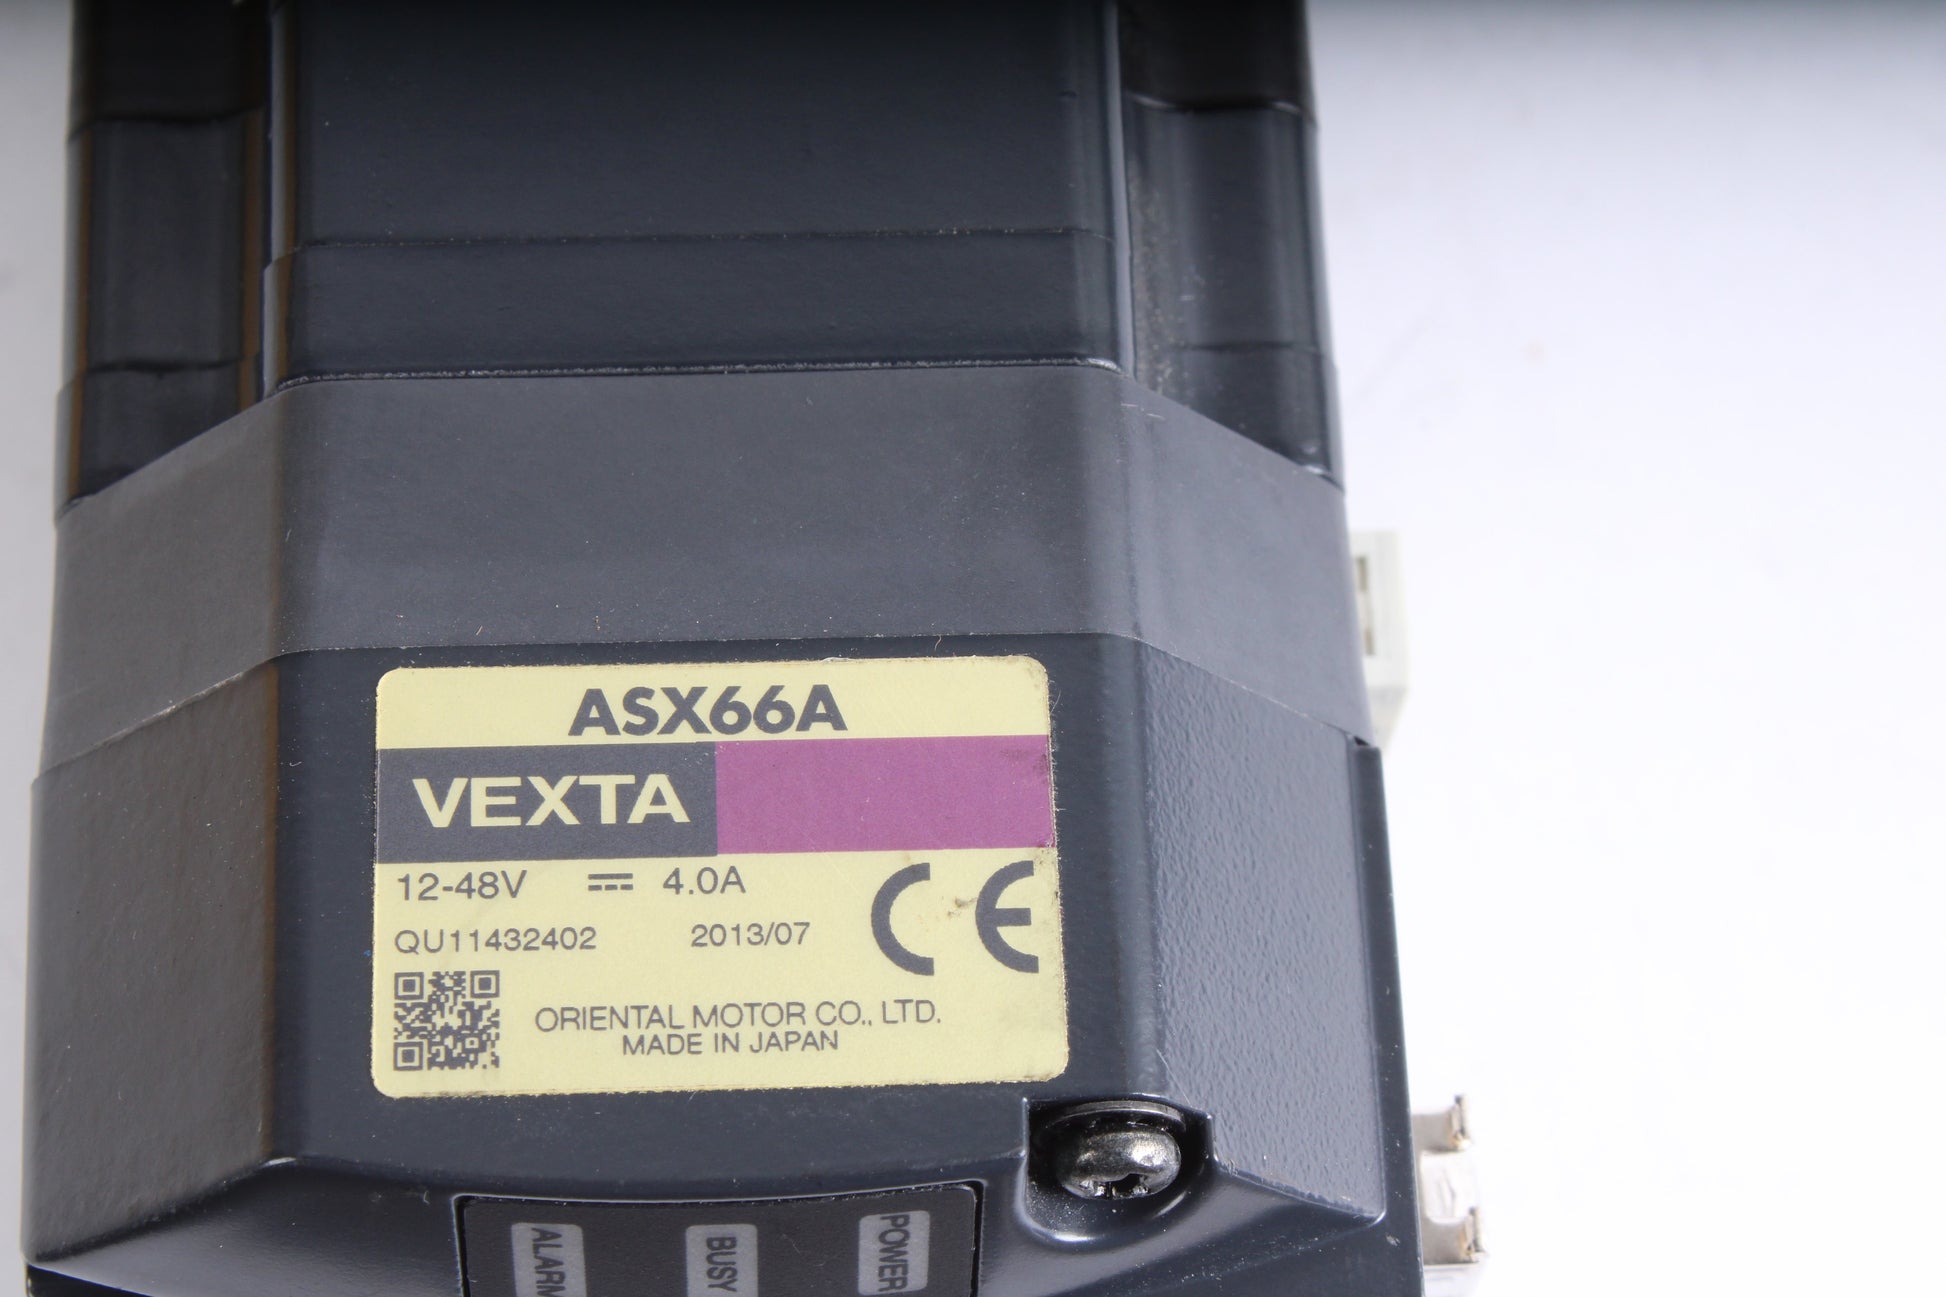 ASX66A
VEXTA
12-48V ⎓ 4.0A
QU11432402 2013/07
CE
ORIENTAL MOTOR CO., LTD.
MADE IN JAPAN
ALARM BUSY POWER